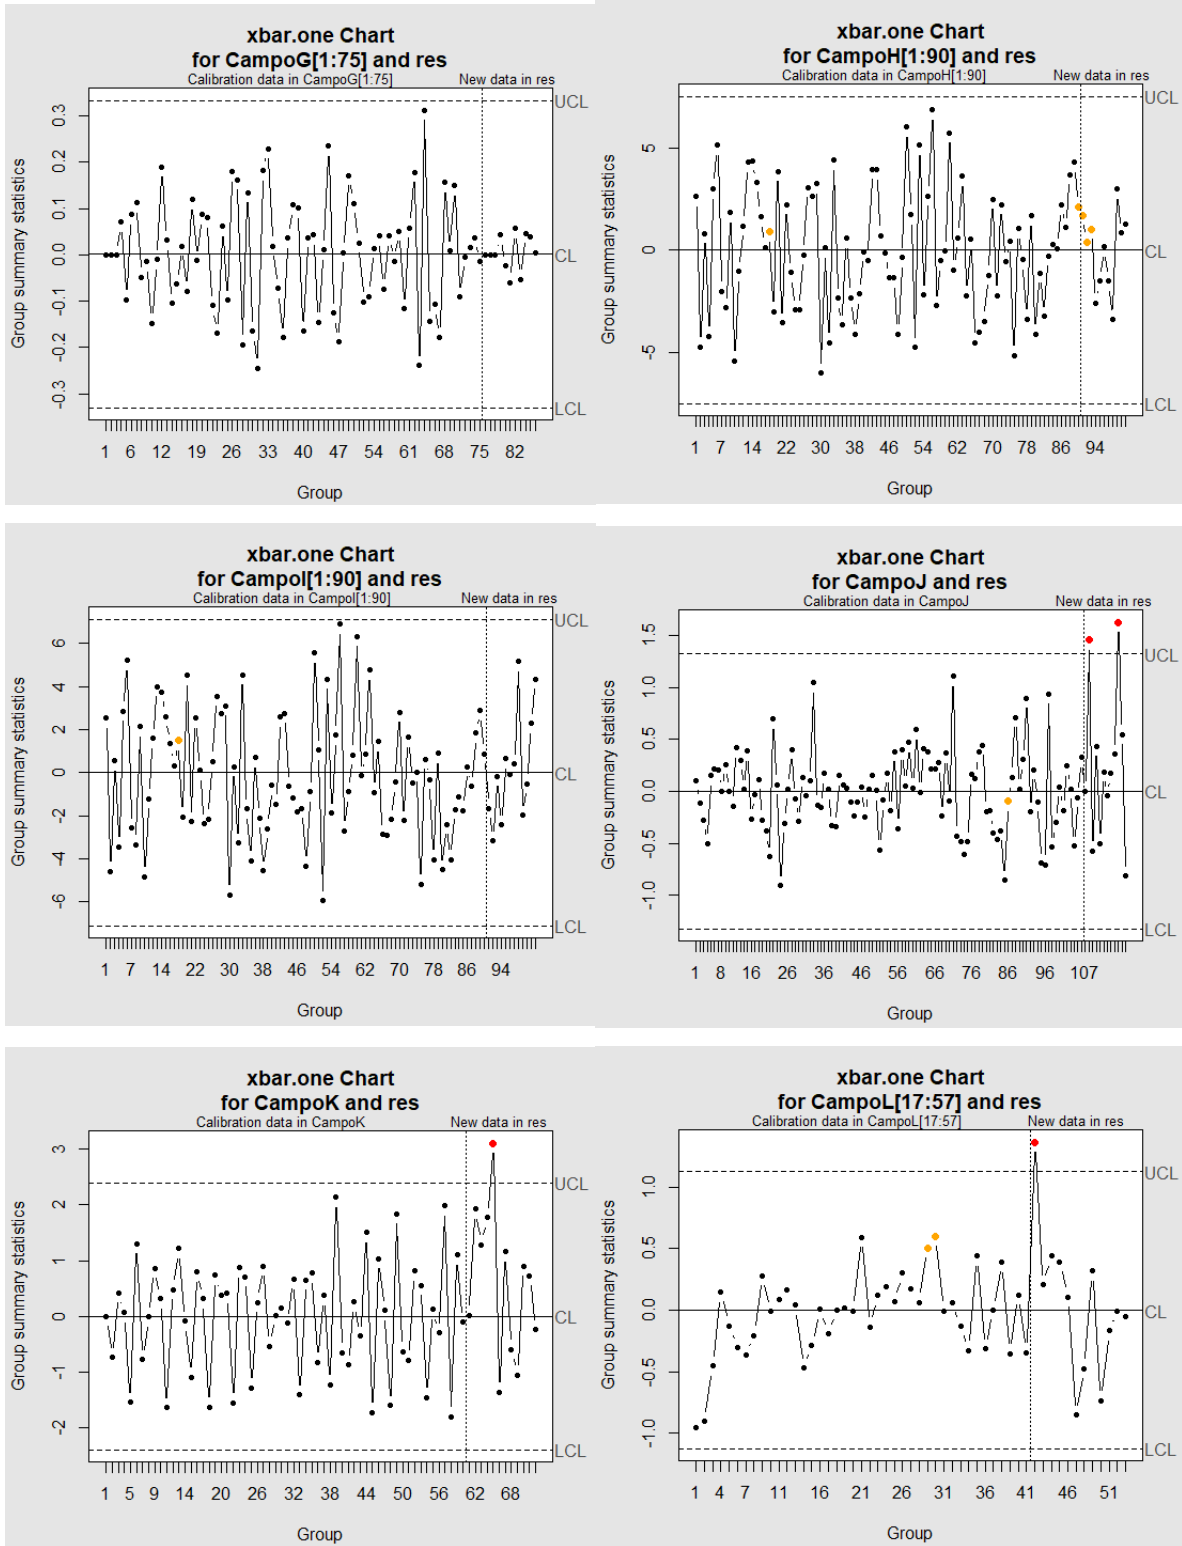 xbar.one Chart
for CampoG[1:75] and res
Calibration data in CampoG[1:75]
New data in res
Group summary statistics
0.3
0.2
0.1
0.0
-0.1
-0.2
-0.3
UCL
CL
LCL
1 6 12 19 26 33 40 47 54 61 68 75 82
Group
xbar.one Chart
for CampoH[1:90] and res
Calibration data in CampoH[1:90]
New data in res
Group summary statistics
5
0
-5
UCL
CL
LCL
1 7 14 22 30 38 46 54 62 70 78 86 94
Group
xbar.one Chart
for CampoI[1:90] and res
Calibration data in CampoI[1:90]
New data in res
Group summary statistics
6
4
2
0
-2
-4
-6
UCL
CL
LCL
1 7 14 22 30 38 46 54 62 70 78 86 94
Group
xbar.one Chart
for CampoJ and res
Calibration data in CampoJ
New data in res
Group summary statistics
1.5
1.0
0.5
0.0
-0.5
-1.0
UCL
CL
LCL
1 8 16 26 36 46 56 66 76 86 96 107
Group
xbar.one Chart
for CampoK and res
Calibration data in CampoK
New data in res
Group summary statistics
3
2
1
0
-1
-2
UCL
CL
LCL
1 5 9 14 20 26 32 38 44 50 56 62 68
Group
xbar.one Chart
for CampoL[17:57] and res
Calibration data in CampoL[17:57]
New data in res
Group summary statistics
1.0
0.5
0.0
-0.5
-1.0
UCL
CL
LCL
1 4 7 11 16 21 26 31 36 41 46 51
Group